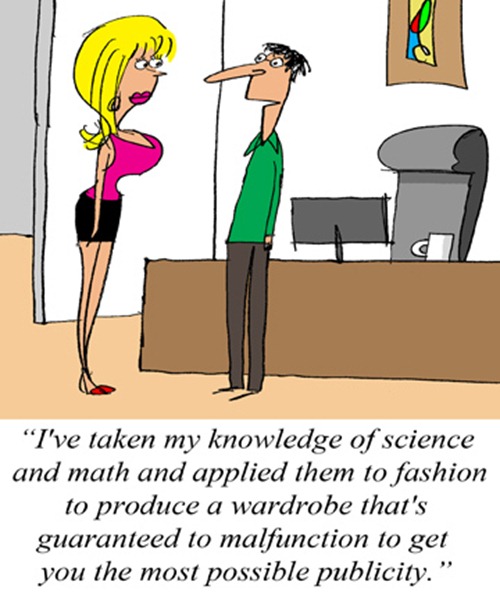 “I've taken my knowledge of science
and math and applied them to fashion
to produce a wardrobe that's
guaranteed to malfunction to get
you the most possible publicity.”